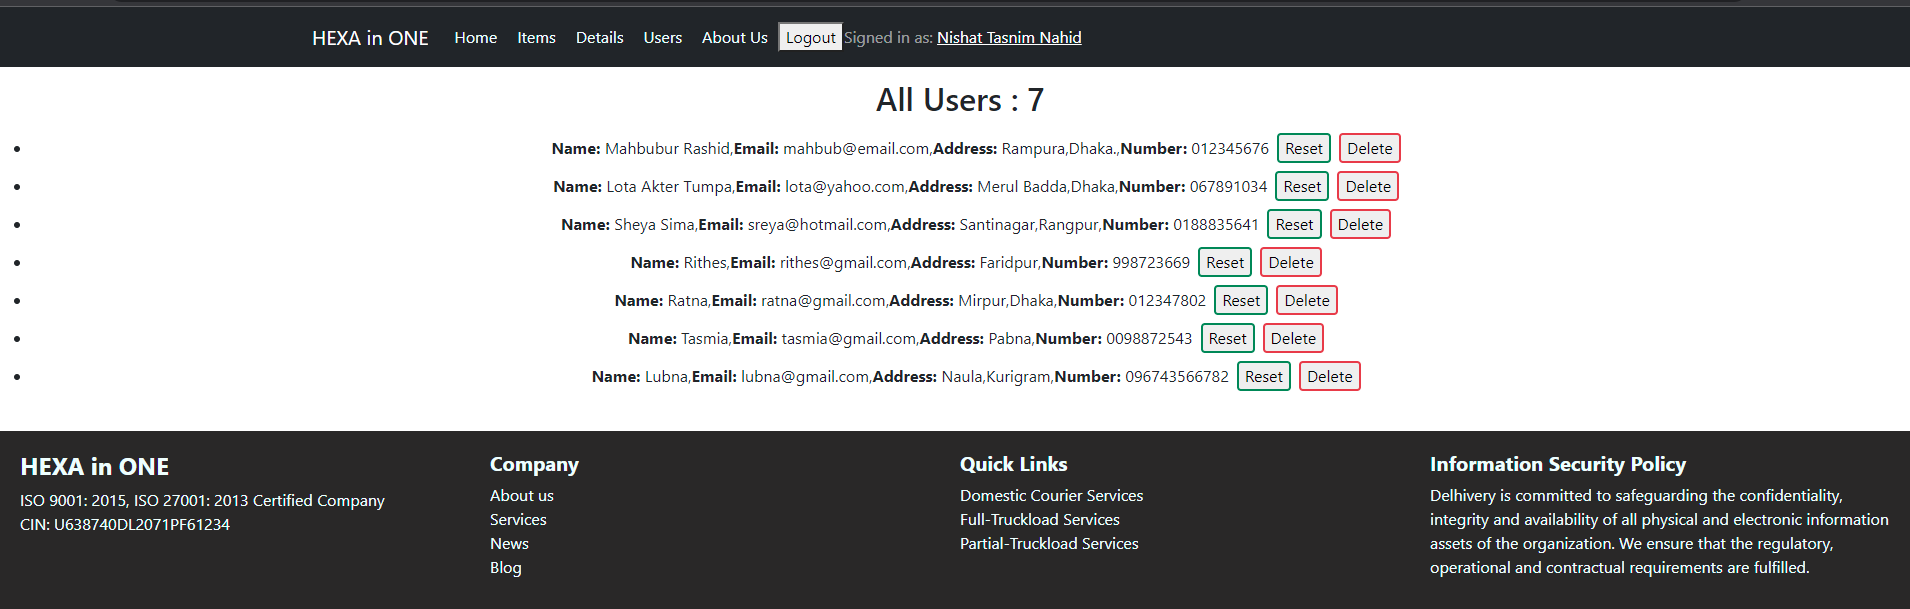 HEXA in ONE Home Items Details Users About Us Logout Signed in as: Nishat Tasnim Nahid
All Users : 7
Name: Mahbubur Rashid,Email: mahbub@email.com,Address: Rampura,Dhaka.,Number: 012345676 Reset Delete
Name: Lota Akter Tumpa,Email: lota@yahoo.com,Address: Merul Badda,Dhaka,Number: 067891034 Reset Delete
Name: Sheya Sima,Email: sreya@hotmail.com,Address: Santinagar,Rangpur,Number: 0188835641 Reset Delete
Name: Rithes,Email: rithes@gmail.com,Address: Faridpur,Number: 998723669 Reset Delete
Name: Ratna,Email: ratna@gmail.com,Address: Mirpur,Dhaka,Number: 012347802 Reset Delete
Name: Tasmia,Email: tasmia@gmail.com,Address: Pabna,Number: 0098872543 Reset Delete
Name: Lubna,Email: lubna@gmail.com,Address: Naula,Kurigram,Number: 096743566782 Reset Delete
HEXA in ONE
ISO 9001: 2015, ISO 27001: 2013 Certified Company
CIN: U638740DL2071PF61234
Company
About us
Services
News
Blog
Quick Links
Domestic Courier Services
Full-Truckload Services
Partial-Truckload Services
Information Security Policy
Delhivery is committed to safeguarding the confidentiality,
integrity and availability of all physical and electronic information
assets of the organization. We ensure that the regulatory,
operational and contractual requirements are fulfilled.